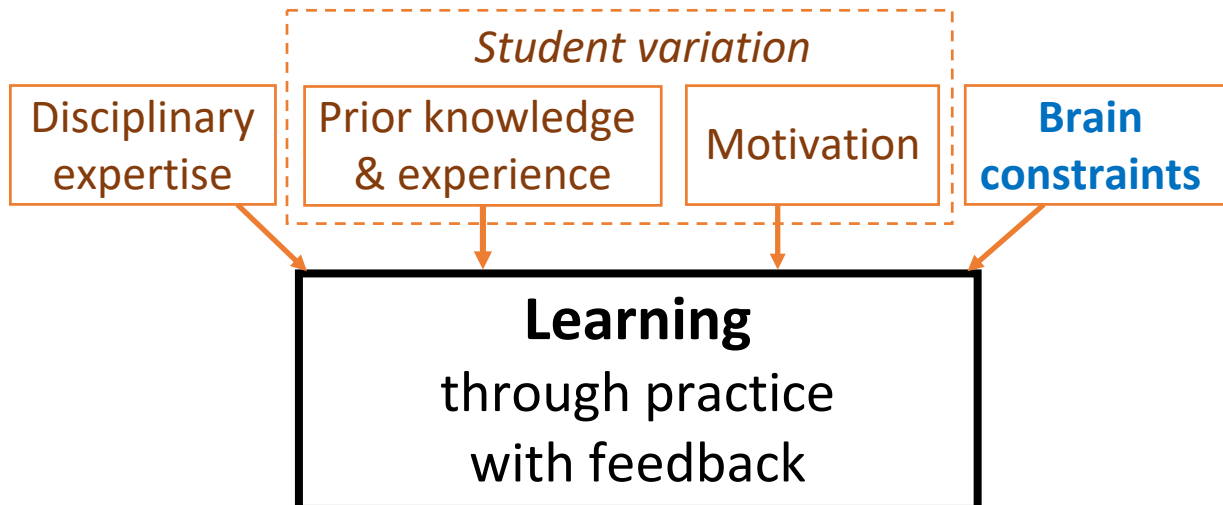 Student variation
Disciplinary
expertise
Prior knowledge
& experience
Motivation
Brain
constraints
Learning
through practice
with feedback